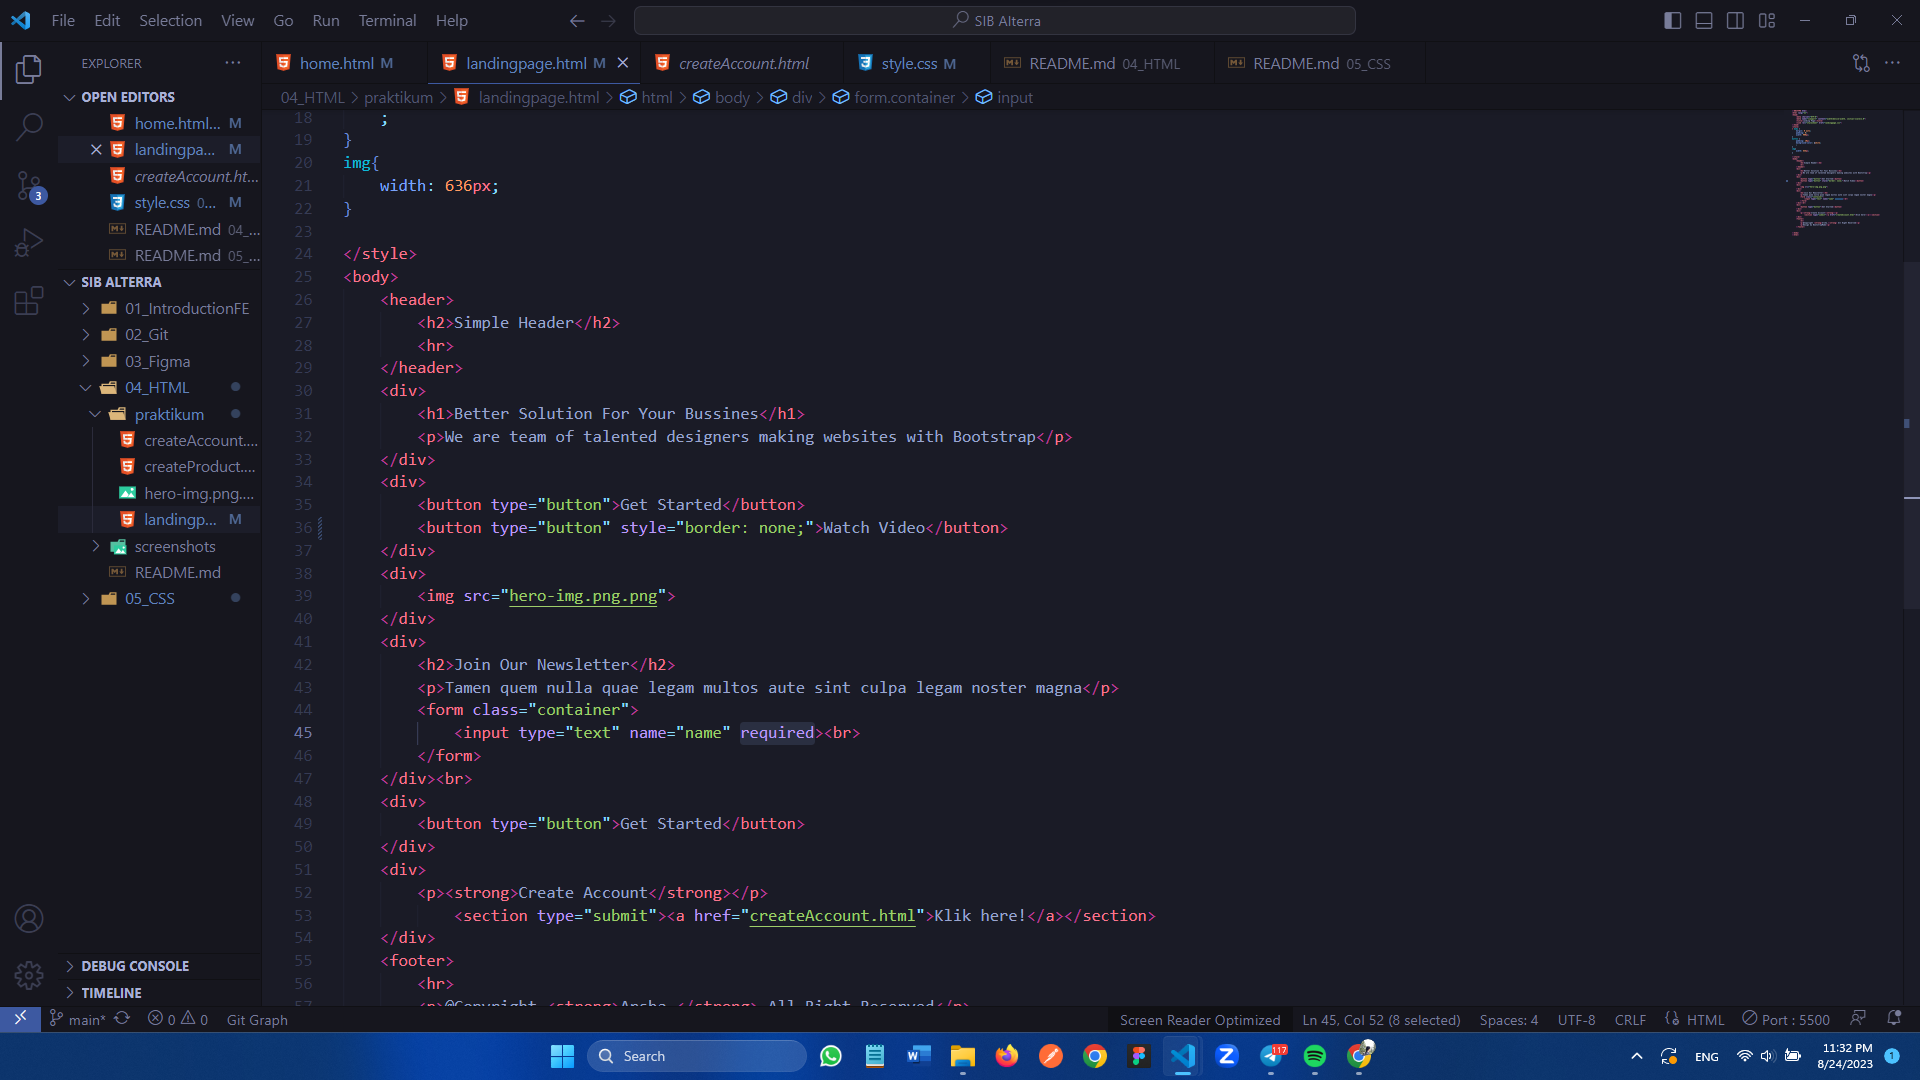 File Edit Selection View Go Run Terminal Help
SIB Alterra
EXPLORER
OPEN EDITORS
home.html... M
landingpa... M
createAccount.ht...
style.css 0... M
README.md 04_...
README.md 05_...
SIB ALTERRA
01_IntroductionFE
02_Git
03_Figma
04_HTML
praktikum
createAccount....
createProduct....
hero-img.png....
landingp... M
screenshots
README.md
05_CSS
DEBUG CONSOLE
TIMELINE
3
home.html M
landingpage.html M
createAccount.html
style.css M
README.md 04_HTML
README.md 05_CSS
04_HTML > praktikum > landingpage.html > html > body > div > form.container > input
18 ;
19 }
20 img{
21 width: 636px;
22 }
23
24 </style>
25 <body>
26 <header>
27 <h2>Simple Header</h2>
28 <hr>
29 </header>
30 <div>
31 <h1>Better Solution For Your Bussines</h1>
32 <p>We are team of talented designers making websites with Bootstrap</p>
33 </div>
34 <div>
35 <button type="button">Get Started</button>
36 <button type="button" style="border: none;">Watch Video</button>
37 </div>
38 <div>
39 <img src="hero-img.png.png">
40 </div>
41 <div>
42 <h2>Join Our Newsletter</h2>
43 <p>Tamen quem nulla quae legam multos aute sint culpa legam noster magna</p>
44 <form class="container">
45 <input type="text" name="name" required><br>
46 </form>
47 </div><br>
48 <div>
49 <button type="button">Get Started</button>
50 </div>
51 <div>
52 <p><strong>Create Account</strong></p>
53 <section type="submit"><a href="createAccount.html">Klik here!</a></section>
54 </div>
55 <footer>
56 <hr>
57 <p>@Copyright <strong>Arsha </strong> All Right Reserved</p>
main* 0 0 Git Graph
Screen Reader Optimized Ln 45, Col 52 (8 selected) Spaces: 4 UTF-8 CRLF HTML Port : 5500
Search
117
ENG
11:32 PM
8/24/2023
1